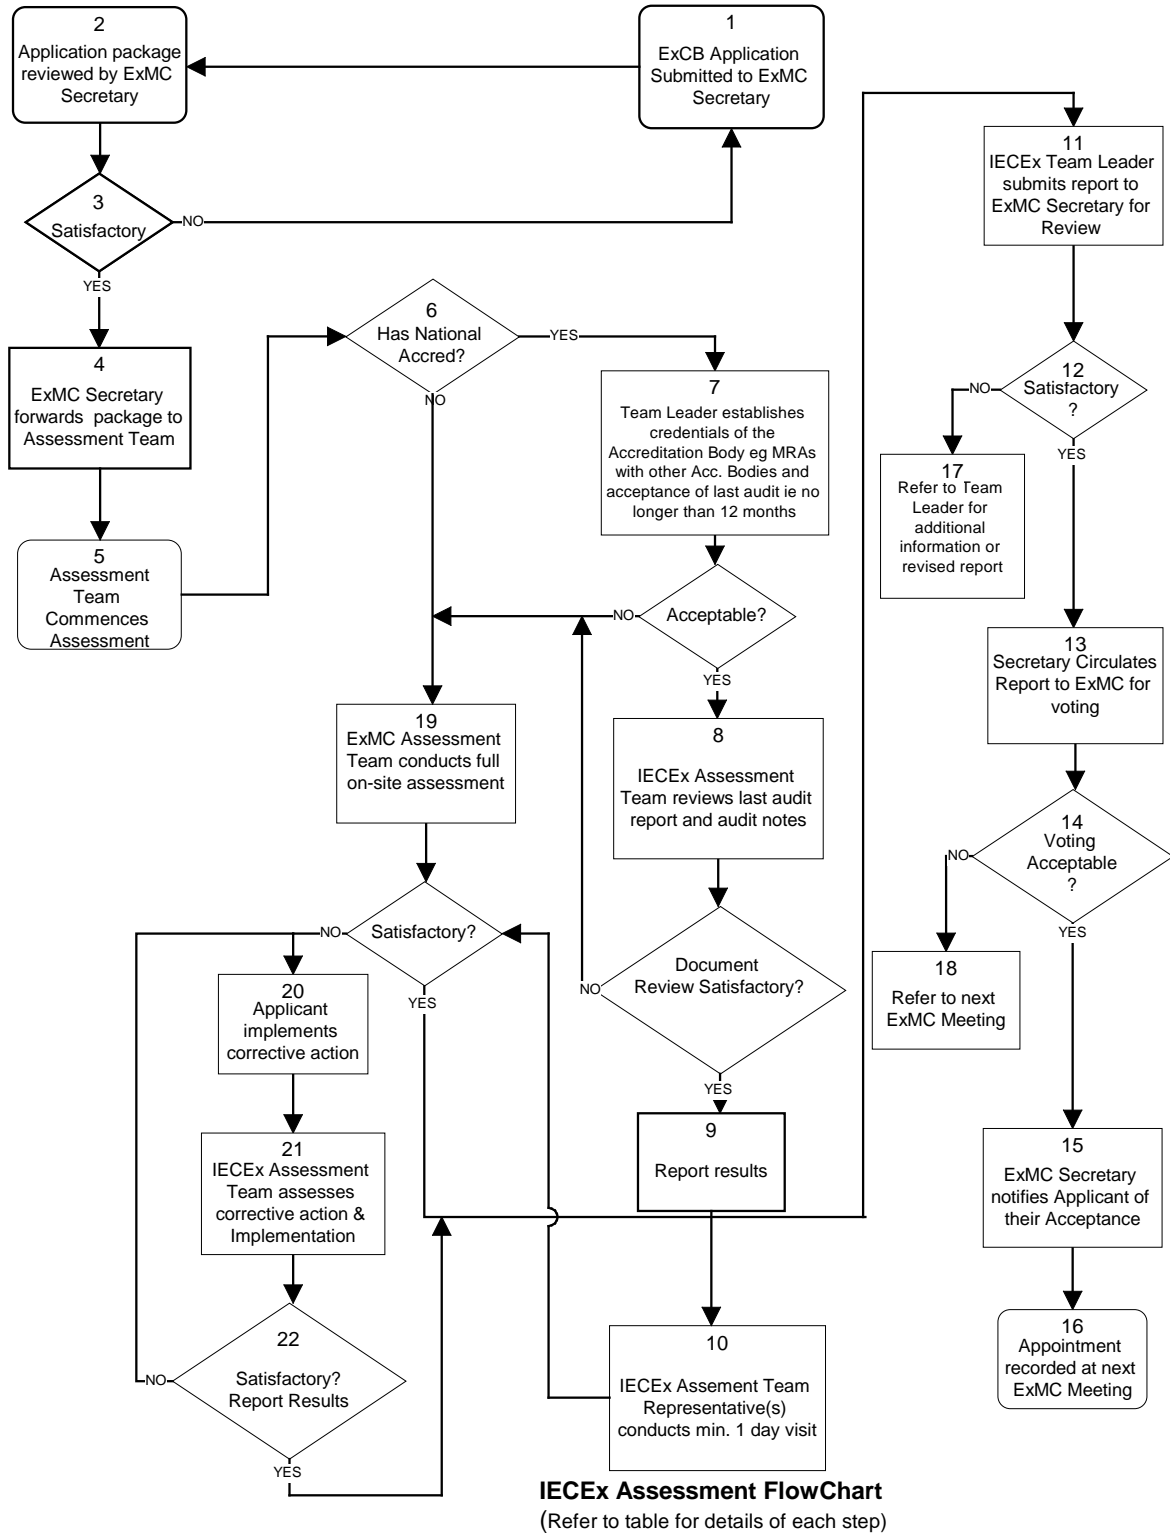 2
Application package
reviewed by ExMC
Secretary
1
ExCB Application
Submitted to ExMC
Secretary
3
Satisfactory
NO
YES
4
ExMC Secretary
forwards package to
Assessment Team
5
Assessment
Team
Commences
Assessment
6
Has National
Accred?
YES
NO
7
Team Leader establishes
credentials of the
Accreditation Body eg MRAs
with other Acc. Bodies and
acceptance of last audit ie no
longer than 12 months
Acceptable?
NO
YES
8
IECEx Assessment
Team reviews last audit
report and audit notes
Document
Review Satisfactory?
NO
YES
9
Report results
10
IECEx Assement Team
Representative(s)
conducts min. 1 day visit
19
ExMC Assessment
Team conducts full
on-site assessment
Satisfactory?
NO
YES
20
Applicant
implements
corrective action
21
IECEx Assessment
Team assesses
corrective action &
Implementation
22
Satisfactory?
Report Results
NO
YES
11
IECEx Team Leader
submits report to
ExMC Secretary for
Review
12
Satisfactory
?
NO
YES
17
Refer to Team
Leader for
additional
information or
revised report
13
Secretary Circulates
Report to ExMC for
voting
14
Voting
Acceptable
?
NO
YES
18
Refer to next
ExMC Meeting
15
ExMC Secretary
notifies Applicant of
their Acceptance
16
Appointment
recorded at next
ExMC Meeting
IECEx Assessment FlowChart
(Refer to table for details of each step)